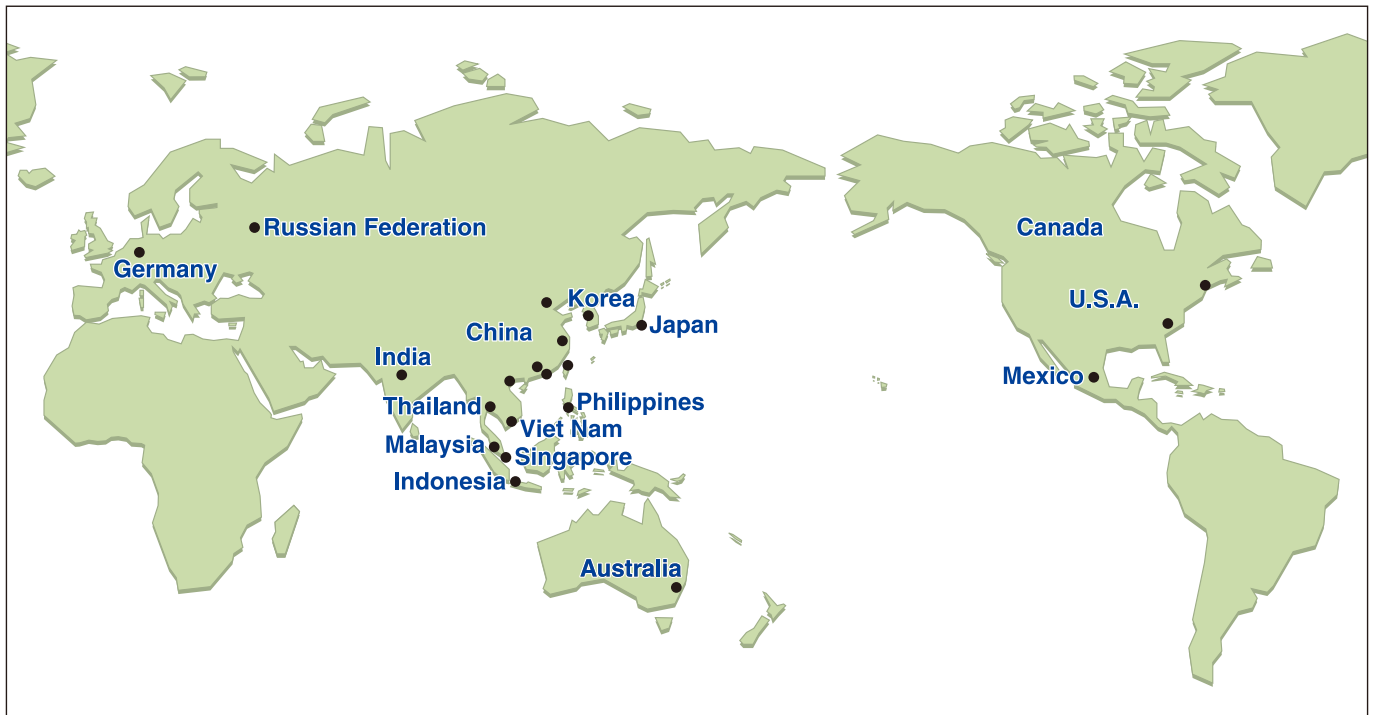 Russian Federation
Canada
Germany
Korea
U.S.A.
Japan
China
India
Mexico
Philippines
Thailand
Viet Nam
Malaysia
Singapore
Indonesia
Australia